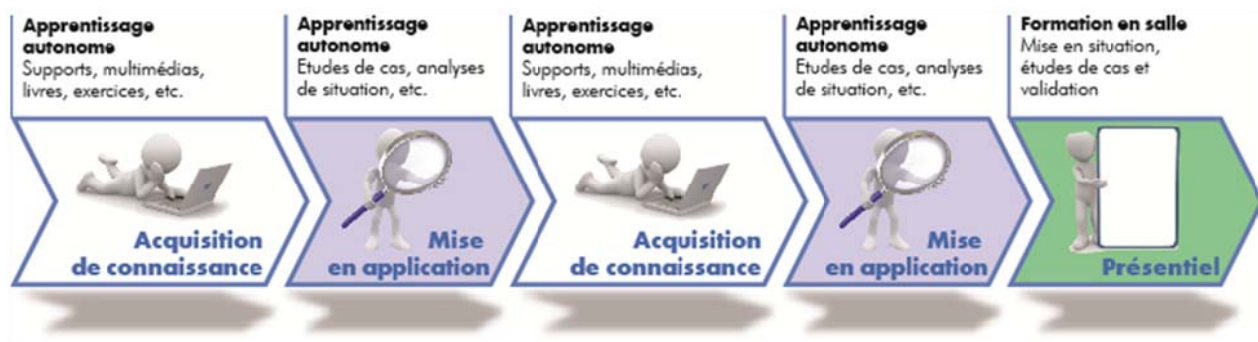 Apprentissage
autonome
Supports, multimédias,
livres, exercices, etc.
Acquisition
de connaissance
Apprentissage
autonome
Etudes de cas, analyses
de situation, etc.
Mise
en application
Apprentissage
autonome
Supports, multimédias,
livres, exercices, etc.
Acquisition
de connaissance
Apprentissage
autonome
Etudes de cas, analyses
de situation, etc.
Mise
en application
Formation en salle
Mise en situation,
études de cas et
validation
Présentiel